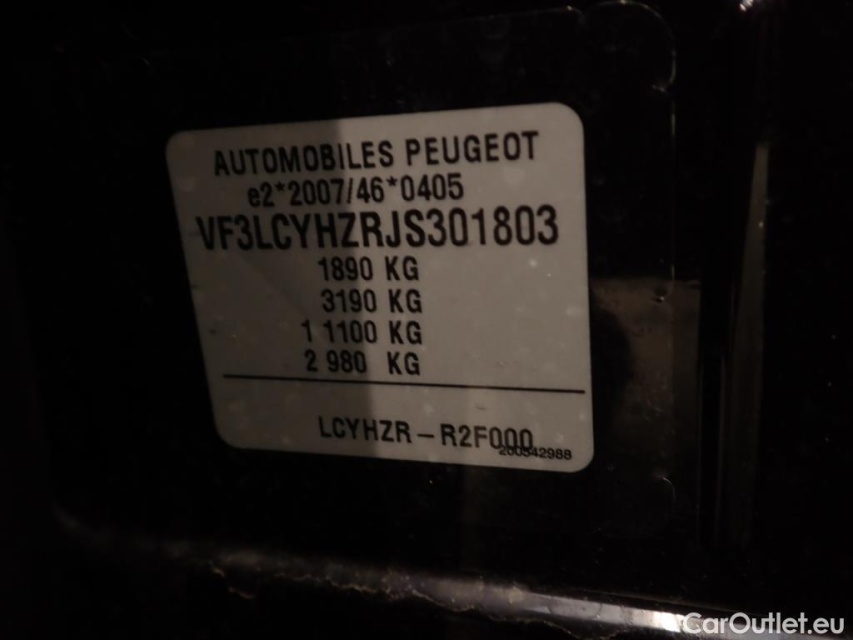 AUTOMOBILES PEUGEOT
e2*2007/46*0405
VF3LCYHZRJS301803
1890 KG
3190 KG
1 1100 KG
2 980 KG
LCYHZR-R2F000
200542988
CarOutlet.eu